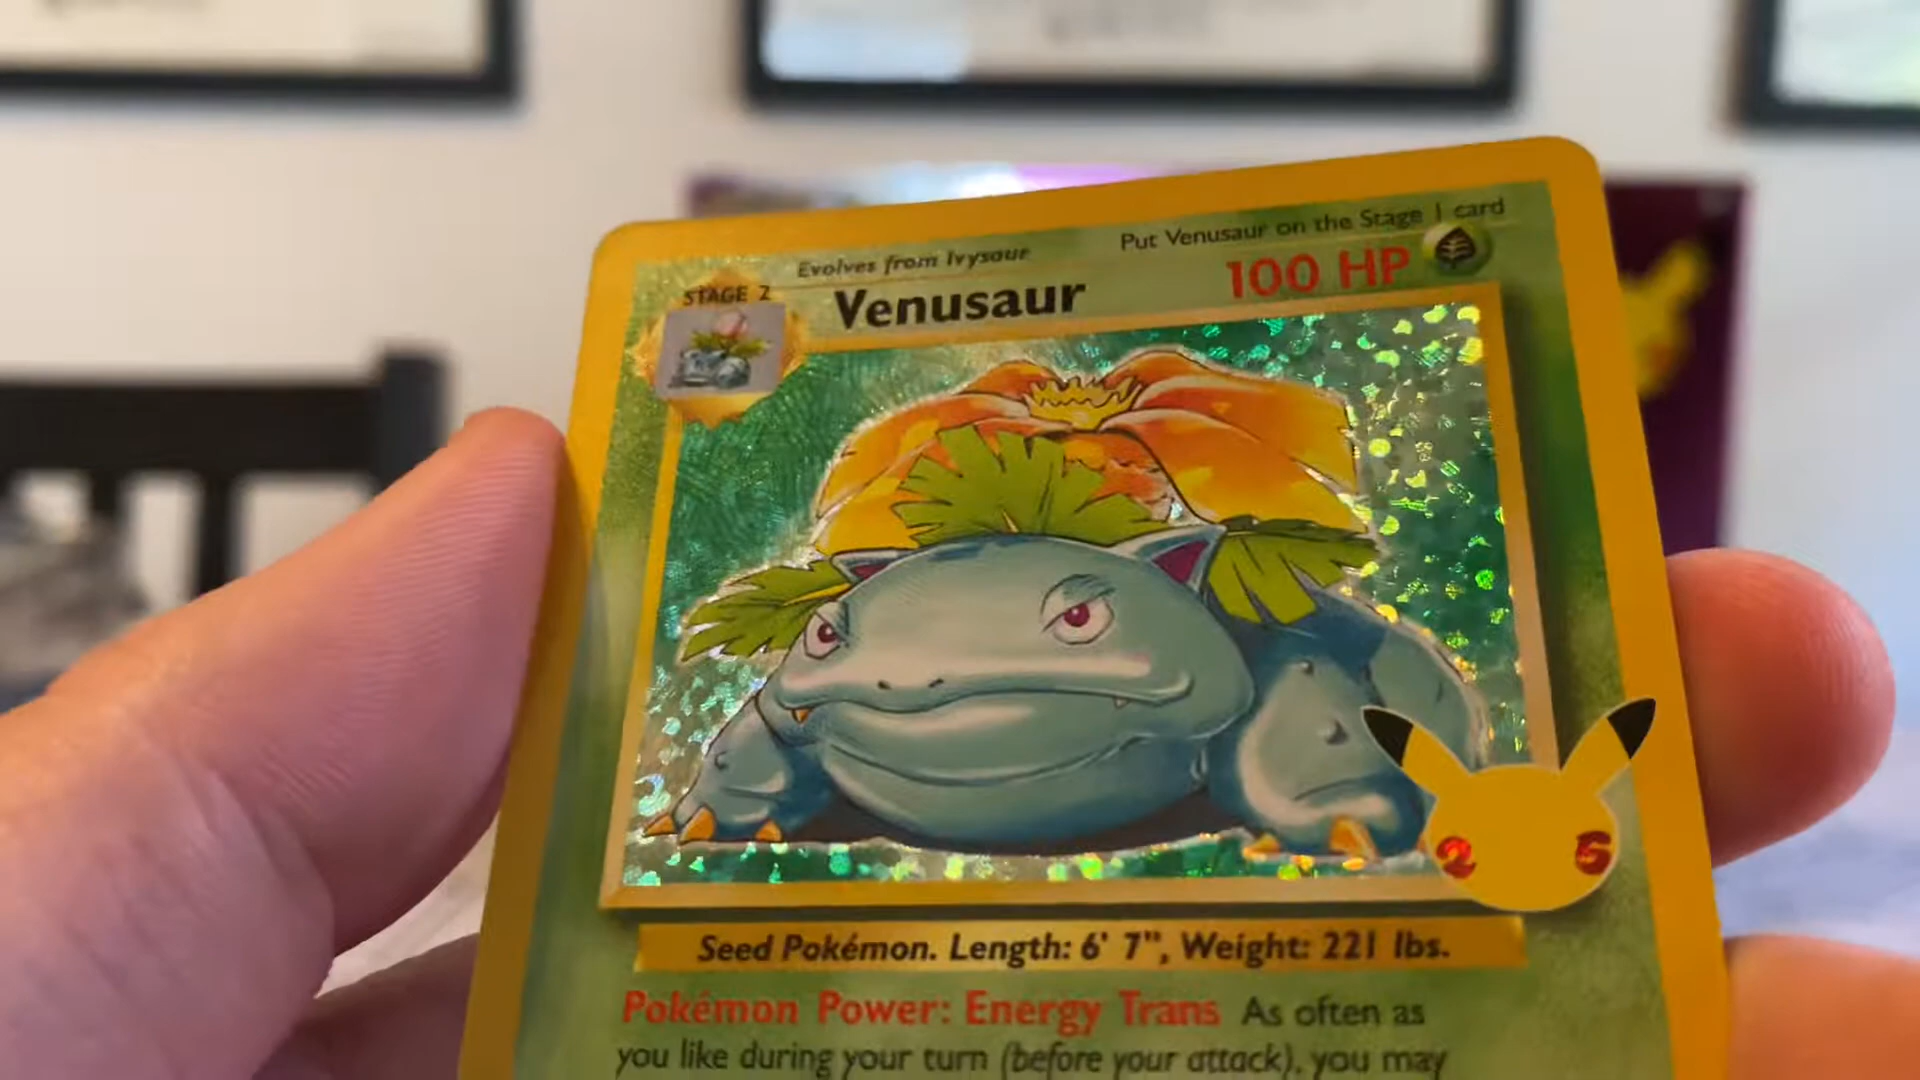 Put Venusaur on the Stage 1 card
Evolves from Ivysaur
STAGE 2
Venusaur
100 HP
2 5
Seed Pokémon. Length: 6' 7", Weight: 221 lbs.
Pokémon Power: Energy Trans As often as
you like during your turn (before your attack), you may